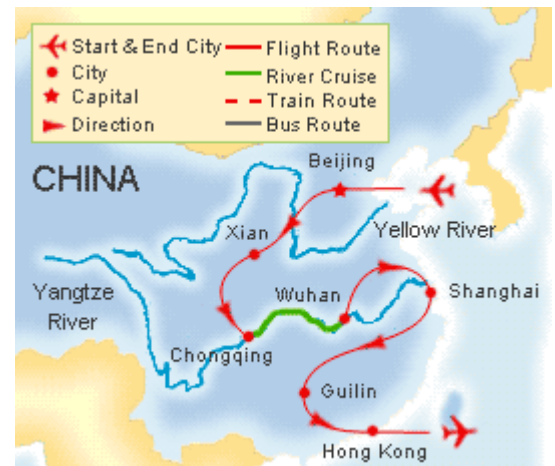 Start & End City
City
Capital
Direction
Flight Route
River Cruise
Train Route
Bus Route
CHINA
Beijing
Xian
Yellow River
Yangtze
River
Wuhan
Shanghai
Chongqing
Guilin
Hong Kong